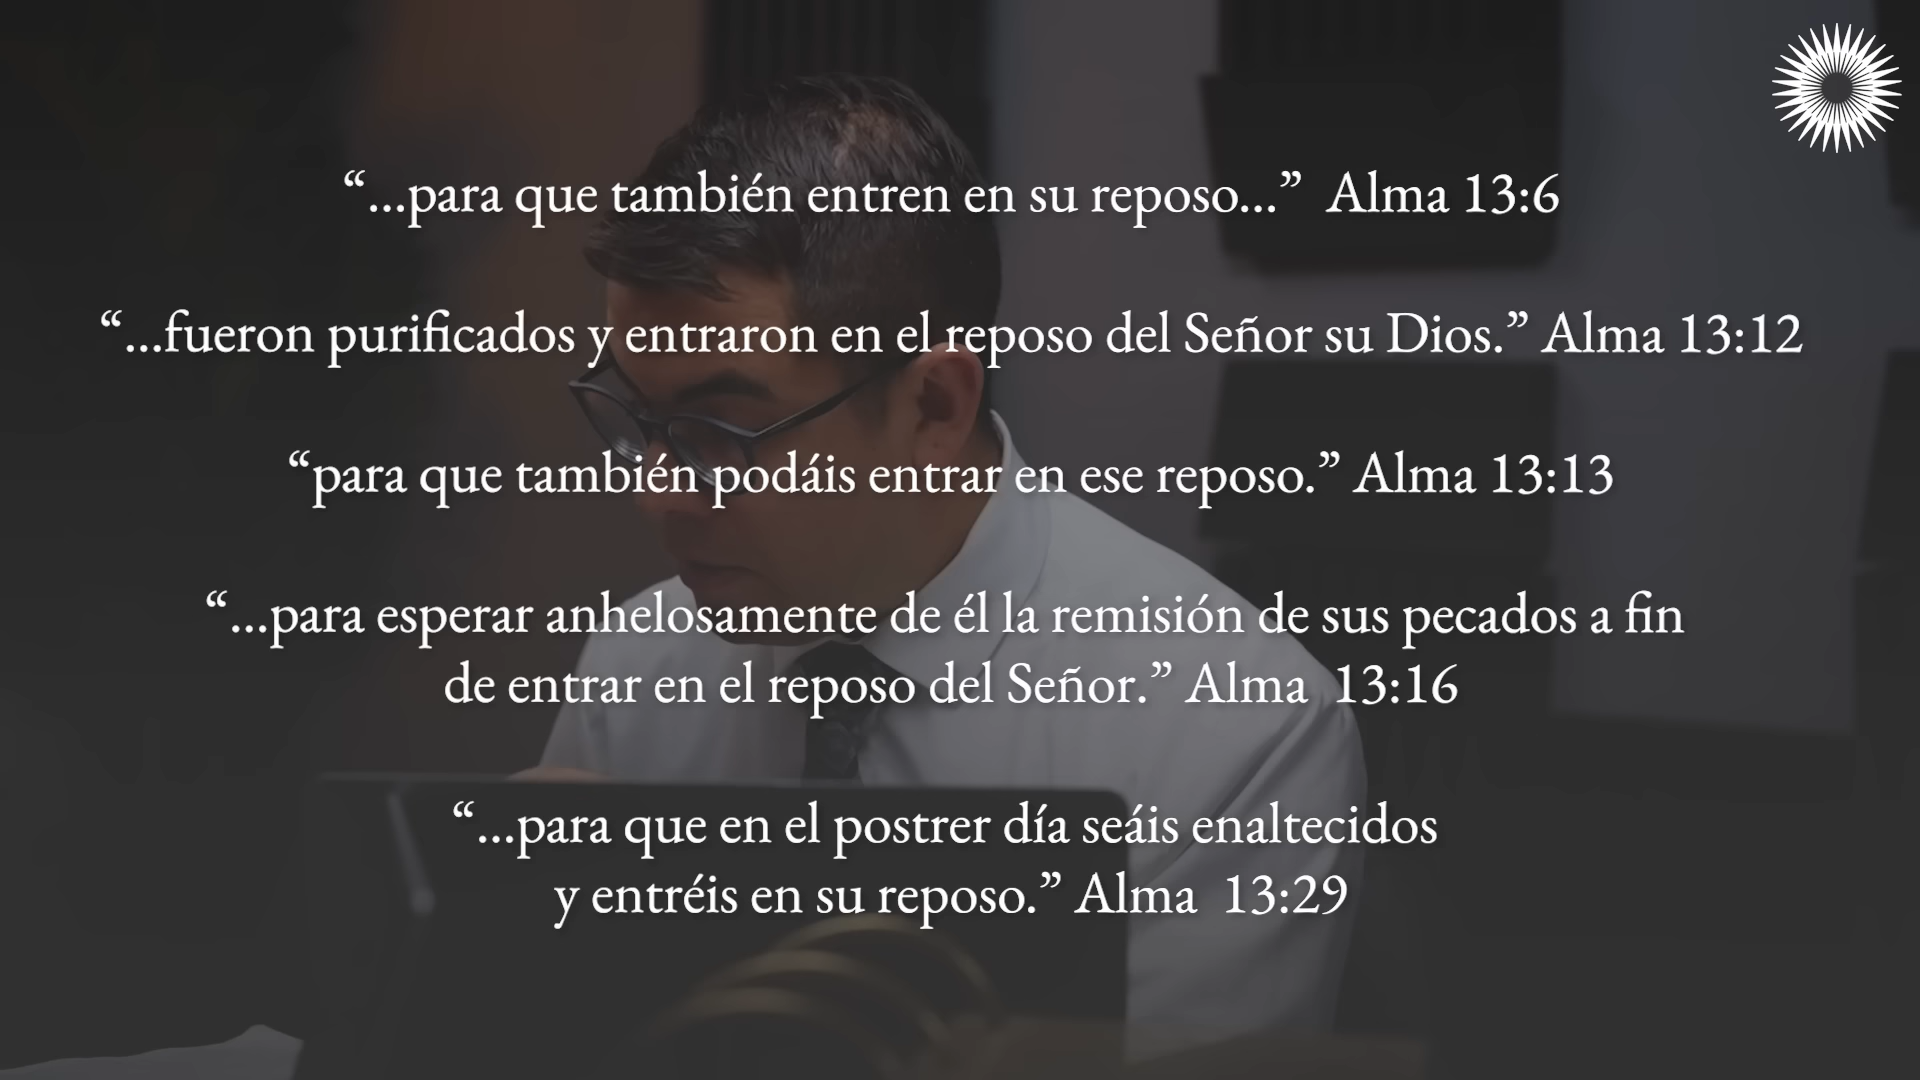 “...para que también entren en su reposo...” Alma 13:6
“...fueron purificados y entraron en el reposo del Señor su Dios.” Alma 13:12
“para que también podáis entrar en ese reposo.” Alma 13:13
“...para esperar anhelosamente de él la remisión de sus pecados a fin
de entrar en el reposo del Señor.” Alma 13:16
“...para que en el postrer día seáis enaltecidos
y entréis en su reposo.” Alma 13:29